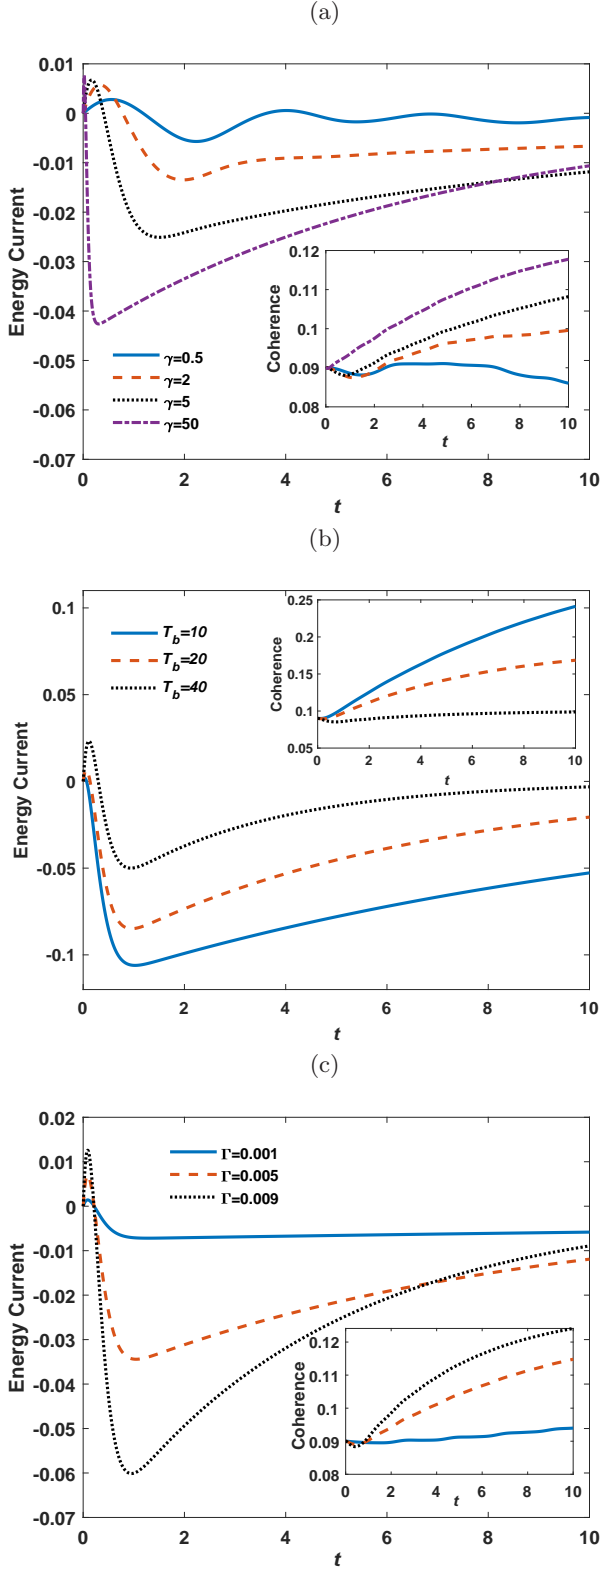 (a)
0.01
0
-0.01
-0.02
-0.03
-0.04
-0.05
-0.06
-0.07
Energy Current
γ=0.5
γ=2
γ=5
γ=50
0.12
0.11
0.1
0.09
0.08
Coherence
0 2 4 6 8 10
t
0 2 4 6 8 10
t
(b)
0.1
0.05
0
-0.05
-0.1
Energy Current
T_b=10
T_b=20
T_b=40
0.25
0.2
0.15
0.1
0.05
Coherence
0 2 4 6 8 10
t
0 2 4 6 8 10
t
(c)
0.02
0.01
0
-0.01
-0.02
-0.03
-0.04
-0.05
-0.06
-0.07
Energy Current
Γ=0.001
Γ=0.005
Γ=0.009
0.12
0.11
0.1
0.09
0.08
Coherence
0 2 4 6 8 10
t
0 2 4 6 8 10
t